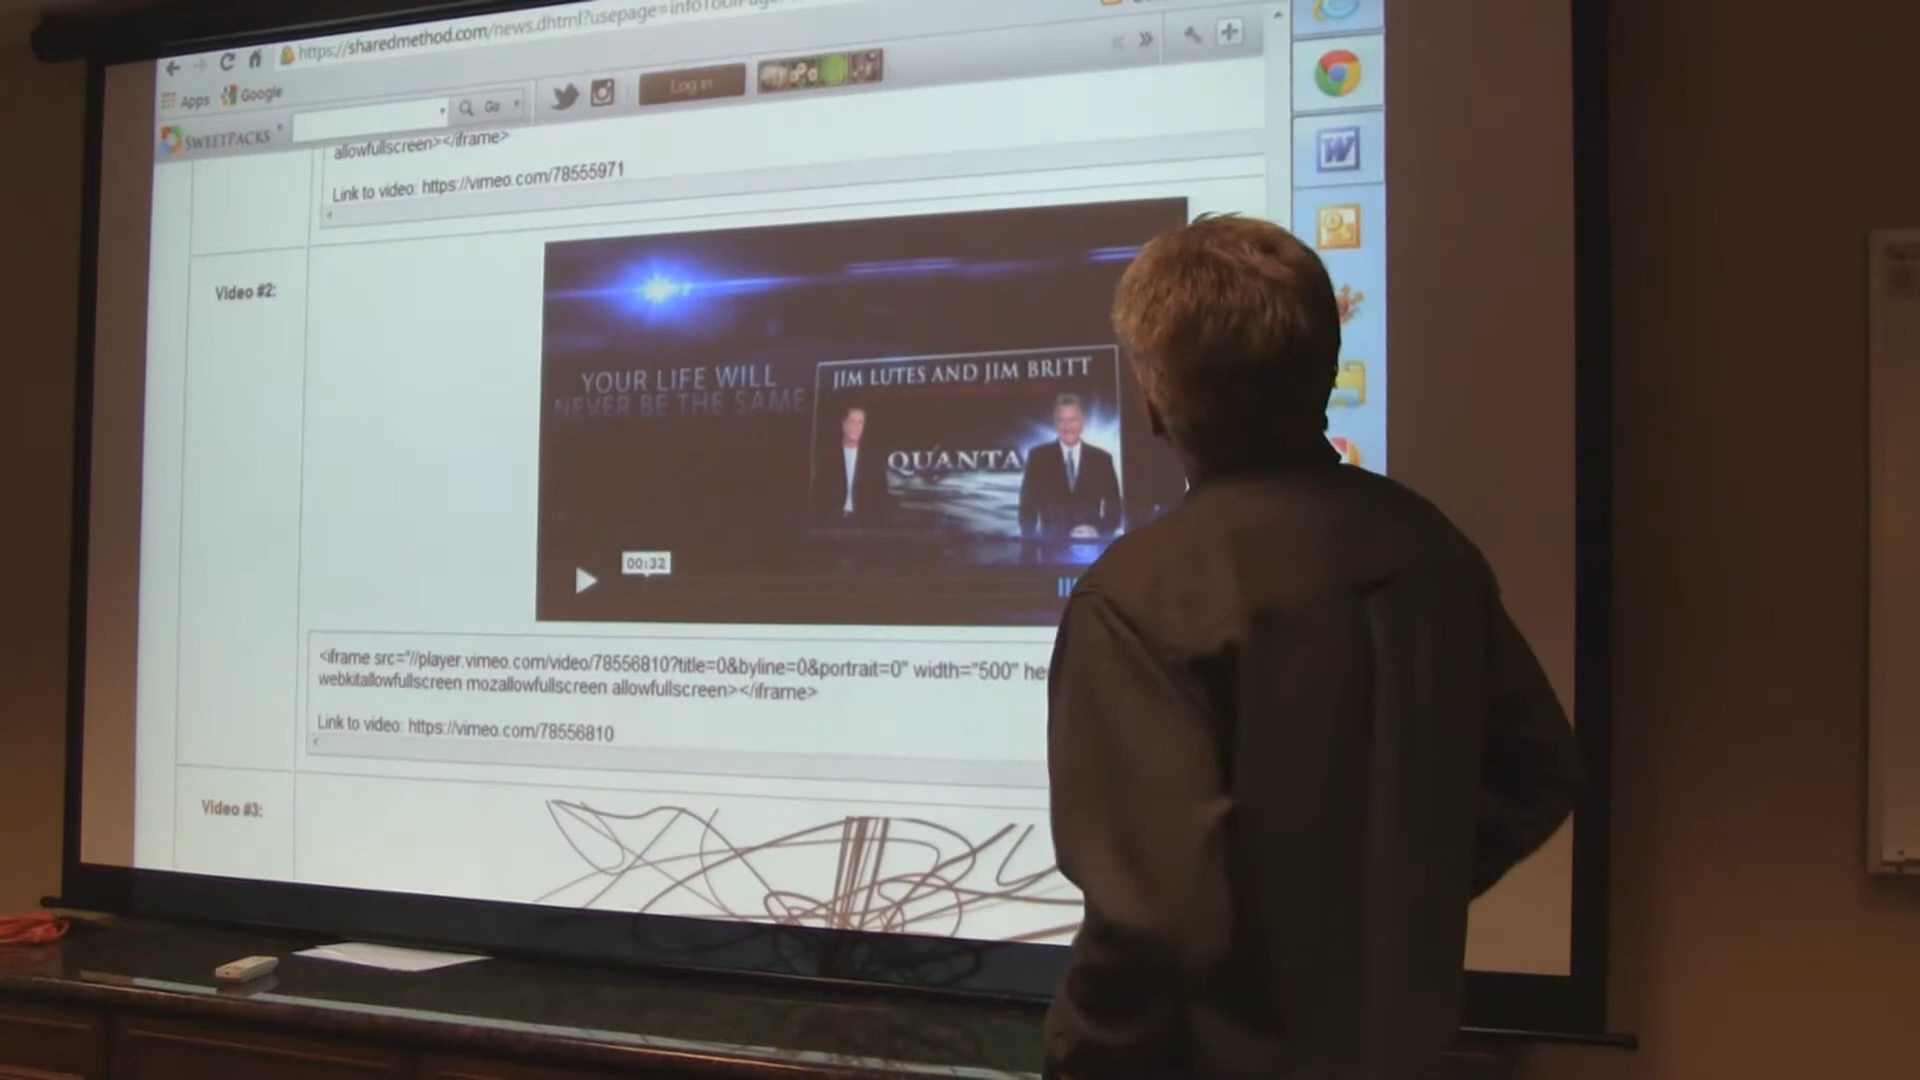 https://sharedmethod.com/news.dhtml?usepage=infoToolPage
Apps Google
SWEETPACKS Go Log in
allowfullscreen></iframe>
Link to video: https://vimeo.com/78555971
Video #2:
YOUR LIFE WILL
NEVER BE THE SAME
JIM LUTES AND JIM BRITT
QUANTA
00:32
<iframe src="//player.vimeo.com/video/78556810?title=0&byline=0&portrait=0" width="500" he
webkitallowfullscreen mozallowfullscreen allowfullscreen></iframe>
Link to video: https://vimeo.com/78556810
Video #3: